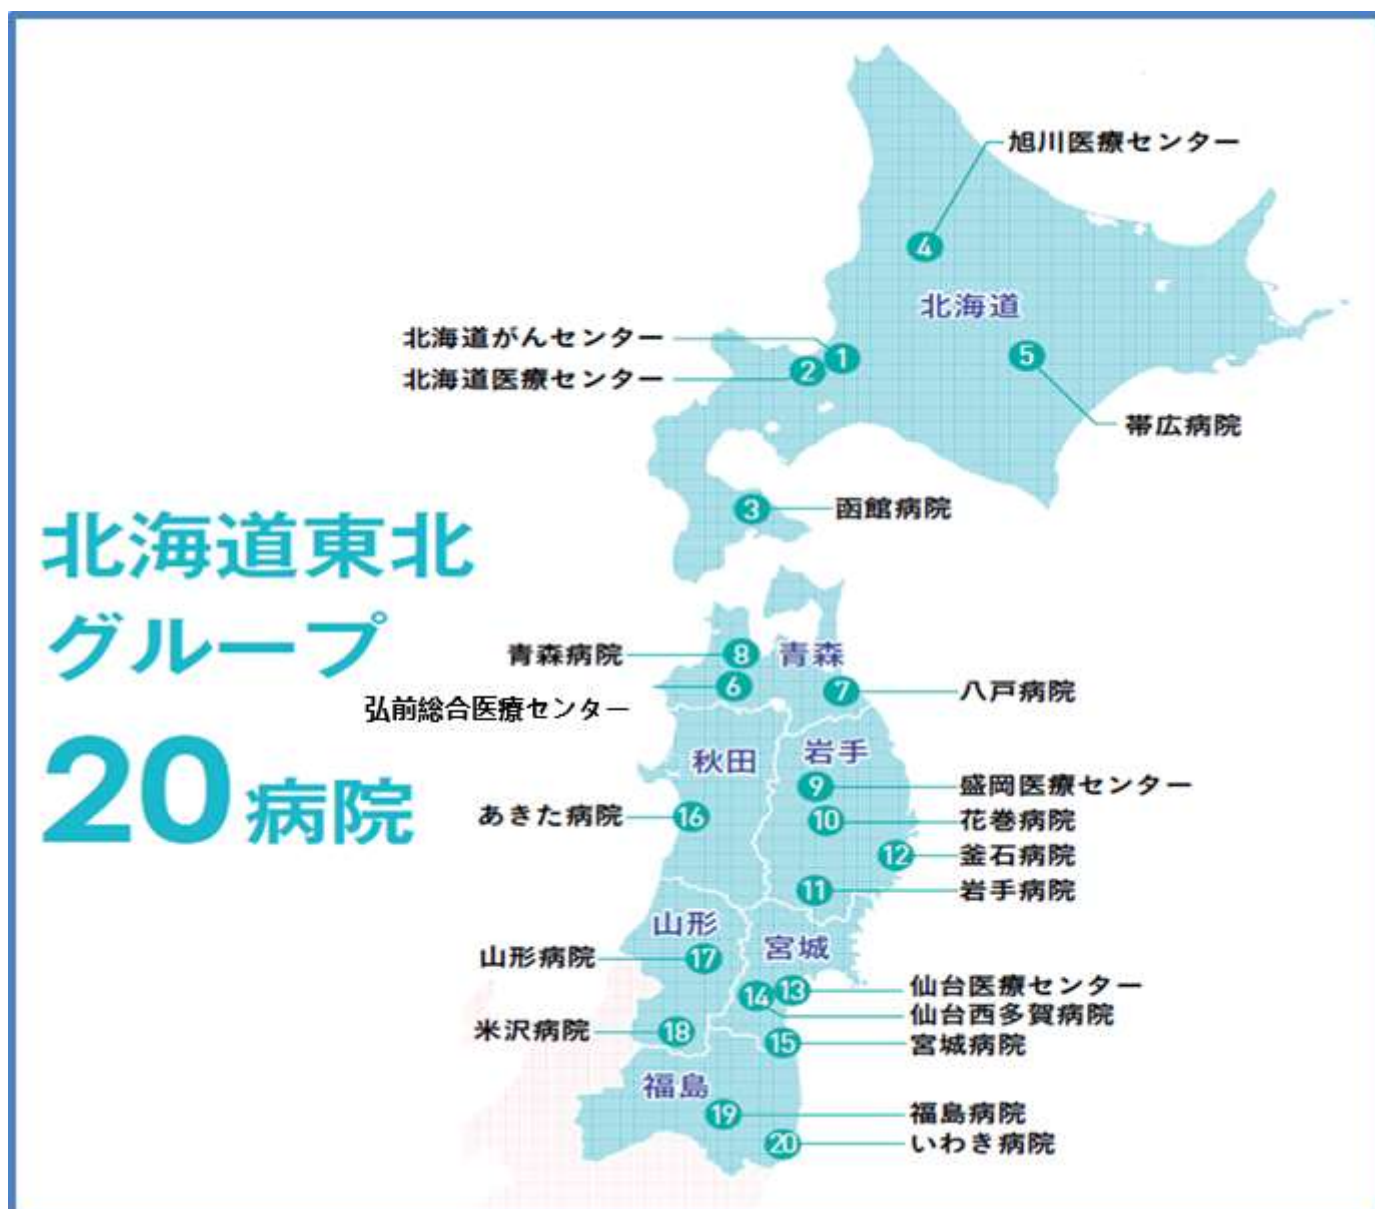 旭川医療センター
4
北海道
北海道がんセンター
1
5
2
北海道医療センター
帯広病院
3
函館病院
北海道東北
グループ
20病院
青森病院
8
青森
6
7
八戸病院
弘前総合医療センター
秋田
岩手
9
盛岡医療センター
あきた病院
16
10
花巻病院
12
釜石病院
11
岩手病院
山形
宮城
山形病院
17
13
仙台医療センター
14
仙台西多賀病院
米沢病院
18
15
宮城病院
福島
19
福島病院
20
いわき病院